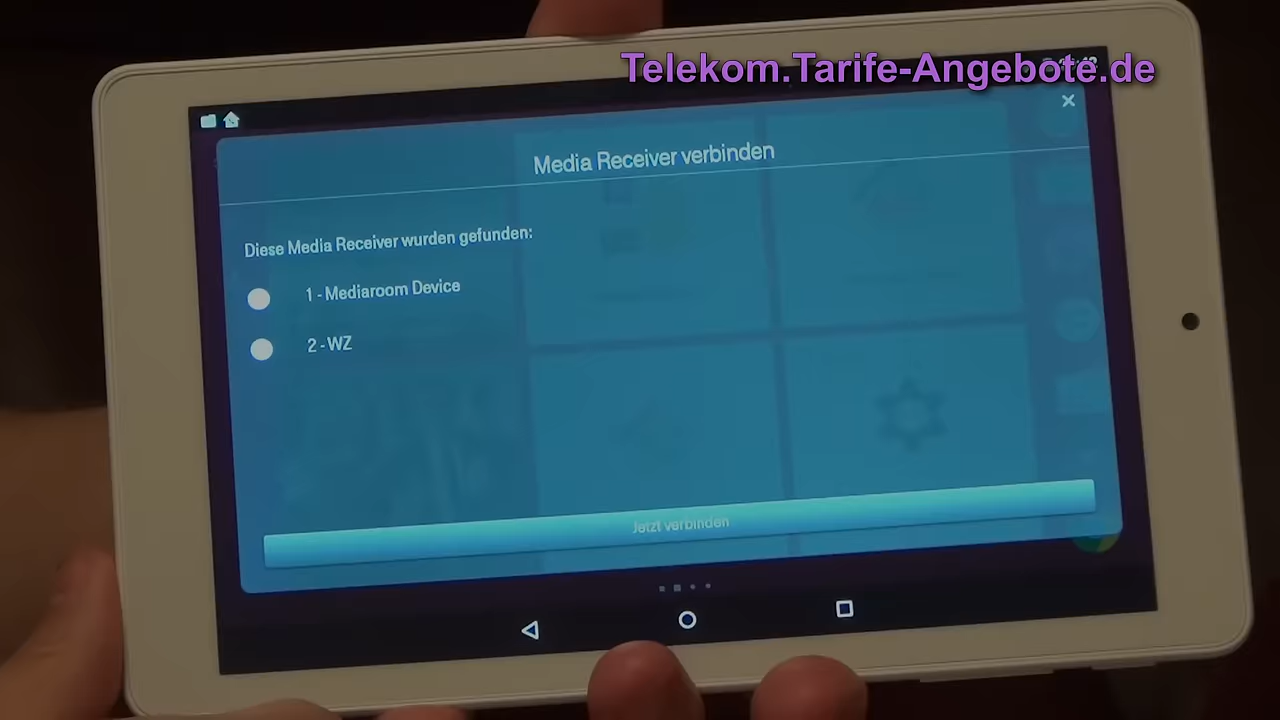 Telekom.Tarife-Angebote.de
Media Receiver verbinden
Diese Media Receiver wurden gefunden:
1 - Mediaroom Device
2 - WZ
Jetzt verbinden